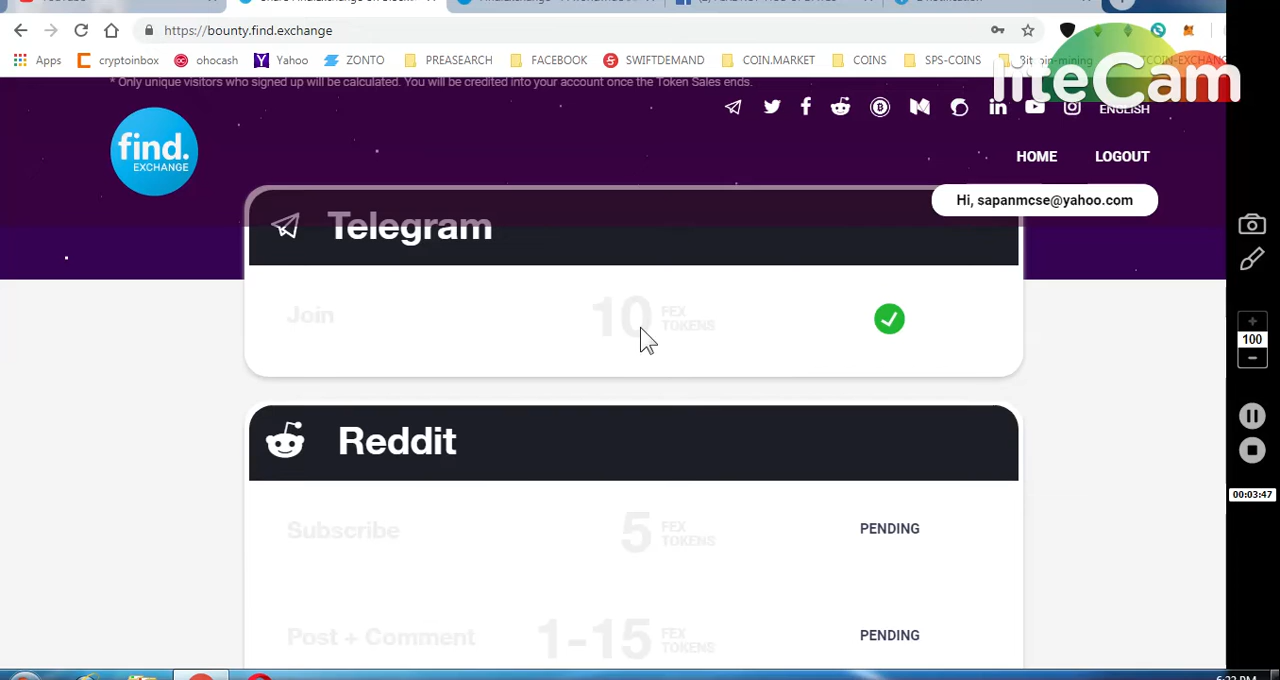 https://bounty.find.exchange
Apps cryptoinbox ohocash Yahoo ZONTO PREASEARCH FACEBOOK SWIFTDEMAND COIN.MARKET COINS SPS-COINS
liteCam
* Only unique visitors who signed up will be calculated. You will be credited into your account once the Token Sales ends.
ENGLISH
find.
EXCHANGE
HOME LOGOUT
Hi, sapanmcse@yahoo.com
Telegram
Join 10 FEX
TOKENS
100
Reddit
00:03:47
Subscribe 5 FEX
TOKENS PENDING
Post + Comment 1-15 FEX
TOKENS PENDING